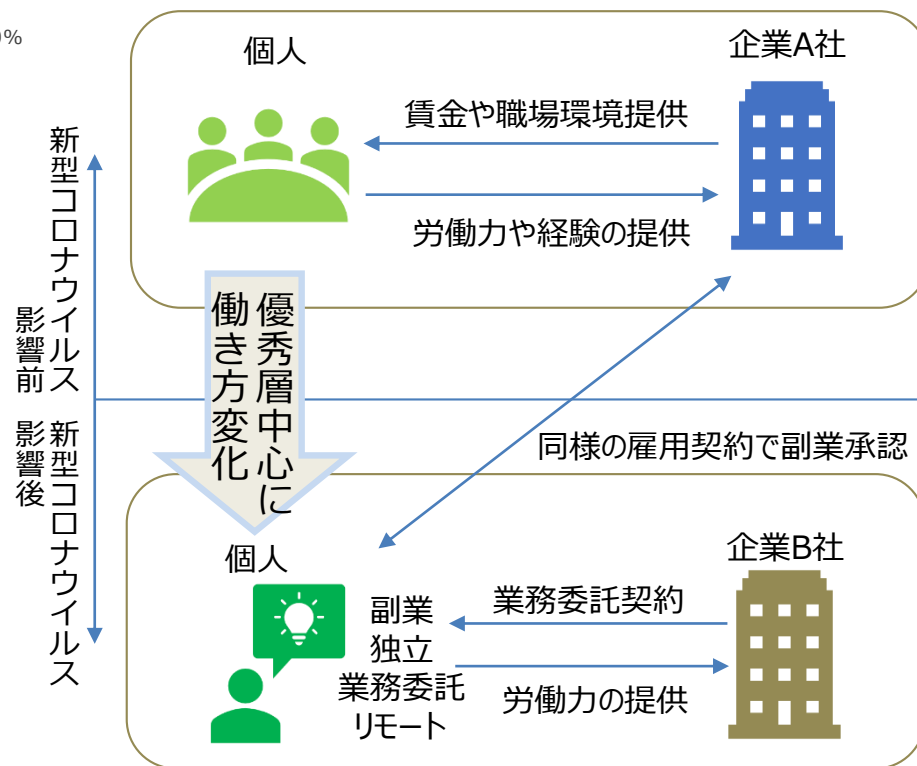 %
個人
企業A社
賃金や職場環境提供
労働力や経験の提供
新型コロナウイルス
影響前
優秀層中心に
働き方変化
同様の雇用契約で副業承認
新型コロナウイルス
影響後
個人
企業B社
副業
独立
業務委託
リモート
業務委託契約
労働力の提供